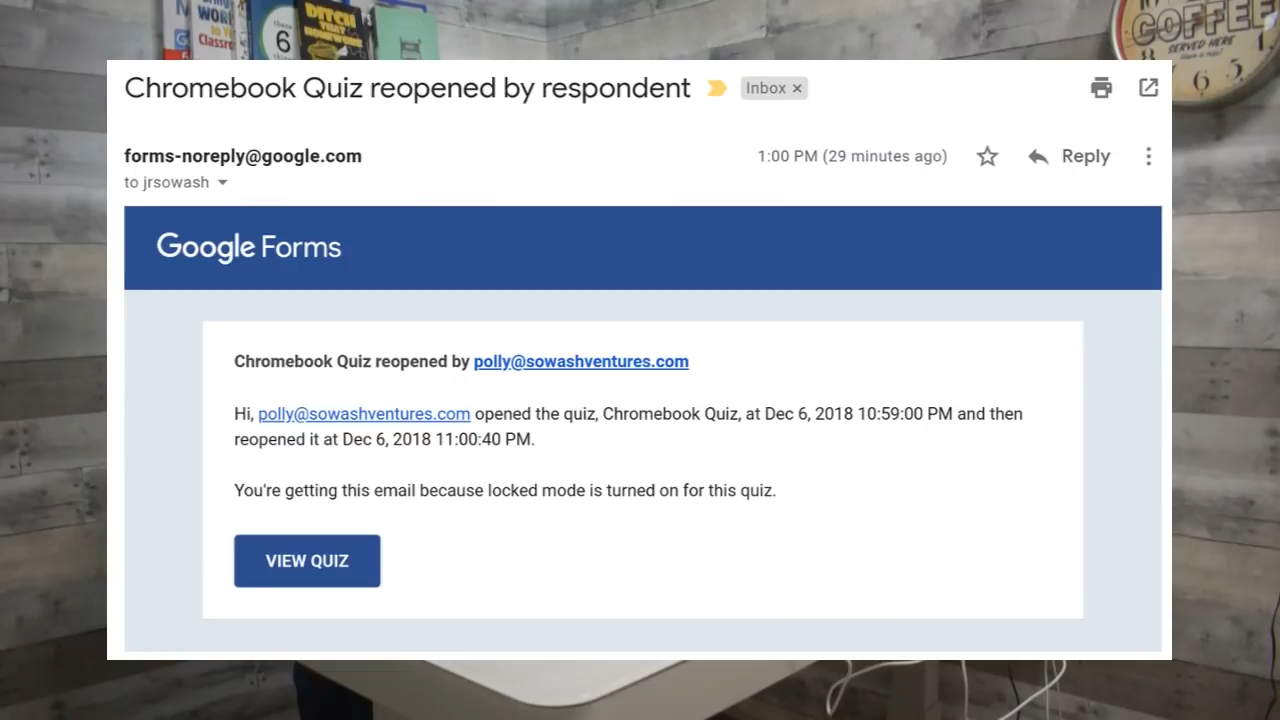 WORK
Classr
6
DITCH
THAT
HOMEWORK
COFFEE
SERVED HERE
Chromebook Quiz reopened by respondent
Inbox ×
forms-noreply@google.com
1:00 PM (29 minutes ago)
Reply
to jrsowash
Google Forms
Chromebook Quiz reopened by polly@sowashventures.com
Hi, polly@sowashventures.com opened the quiz, Chromebook Quiz, at Dec 6, 2018 10:59:00 PM and then
reopened it at Dec 6, 2018 11:00:40 PM.
You're getting this email because locked mode is turned on for this quiz.
VIEW QUIZ